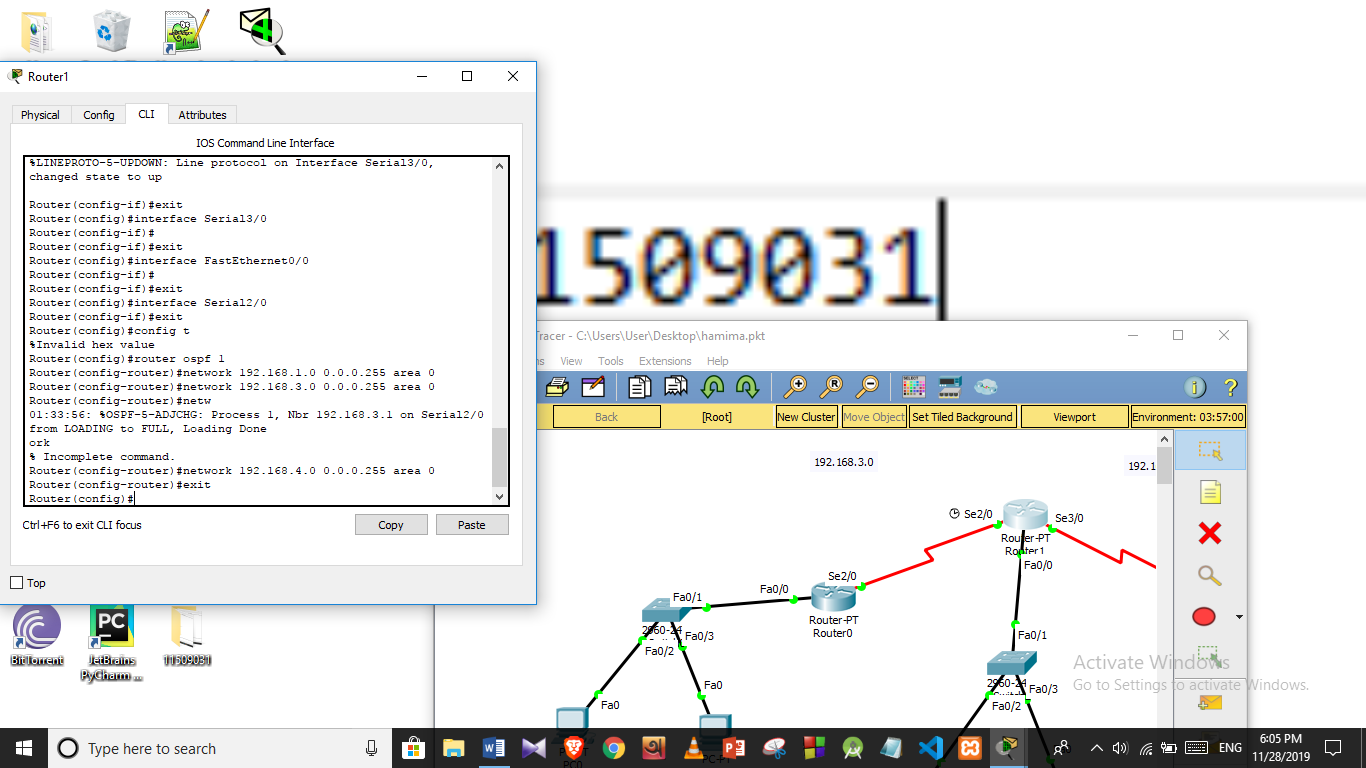 Router1
Physical
Config
CLI
Attributes
IOS Command Line Interface
%LINEPROTO-5-UPDOWN: Line protocol on Interface Serial3/0,
changed state to up
Router(config-if)#exit
Router(config)#interface Serial3/0
Router(config-if)#
Router(config-if)#exit
Router(config)#interface FastEthernet0/0
Router(config-if)#
Router(config-if)#exit
Router(config)#interface Serial2/0
Router(config-if)#exit
Router(config)#config t
%Invalid hex value
Router(config)#router ospf 1
Router(config-router)#network 192.168.1.0 0.0.0.255 area 0
Router(config-router)#network 192.168.3.0 0.0.0.255 area 0
Router(config-router)#netw
01:33:56: %OSPF-5-ADJCHG: Process 1, Nbr 192.168.3.1 on Serial2/0
from LOADING to FULL, Loading Done
ork
% Incomplete command.
Router(config-router)#network 192.168.4.0 0.0.0.255 area 0
Router(config-router)#exit
Router(config)#
Ctrl+F6 to exit CLI focus
Copy
Paste
Top
1509031
Tracer - C:\Users\User\Desktop\hamima.pkt
View
Tools
Extensions
Help
Back
[Root]
New Cluster
Move Object
Set Tiled Background
Viewport
Environment: 03:57:00
192.168.3.0
192.1
Se2/0
Se3/0
Router-PT
Router1
Fa0/0
Se2/0
Fa0/0
Router-PT
Router0
Fa0/1
2960-24
Fa0/3
Fa0/2
Fa0
Fa0
Fa0/1
2960-24
Fa0/3
Fa0/2
Activate Windows
Go to Settings to activate Windows.
BitTorrent
JetBrains
PyCharm ...
11509031
Type here to search
ENG
6:05 PM
11/28/2019